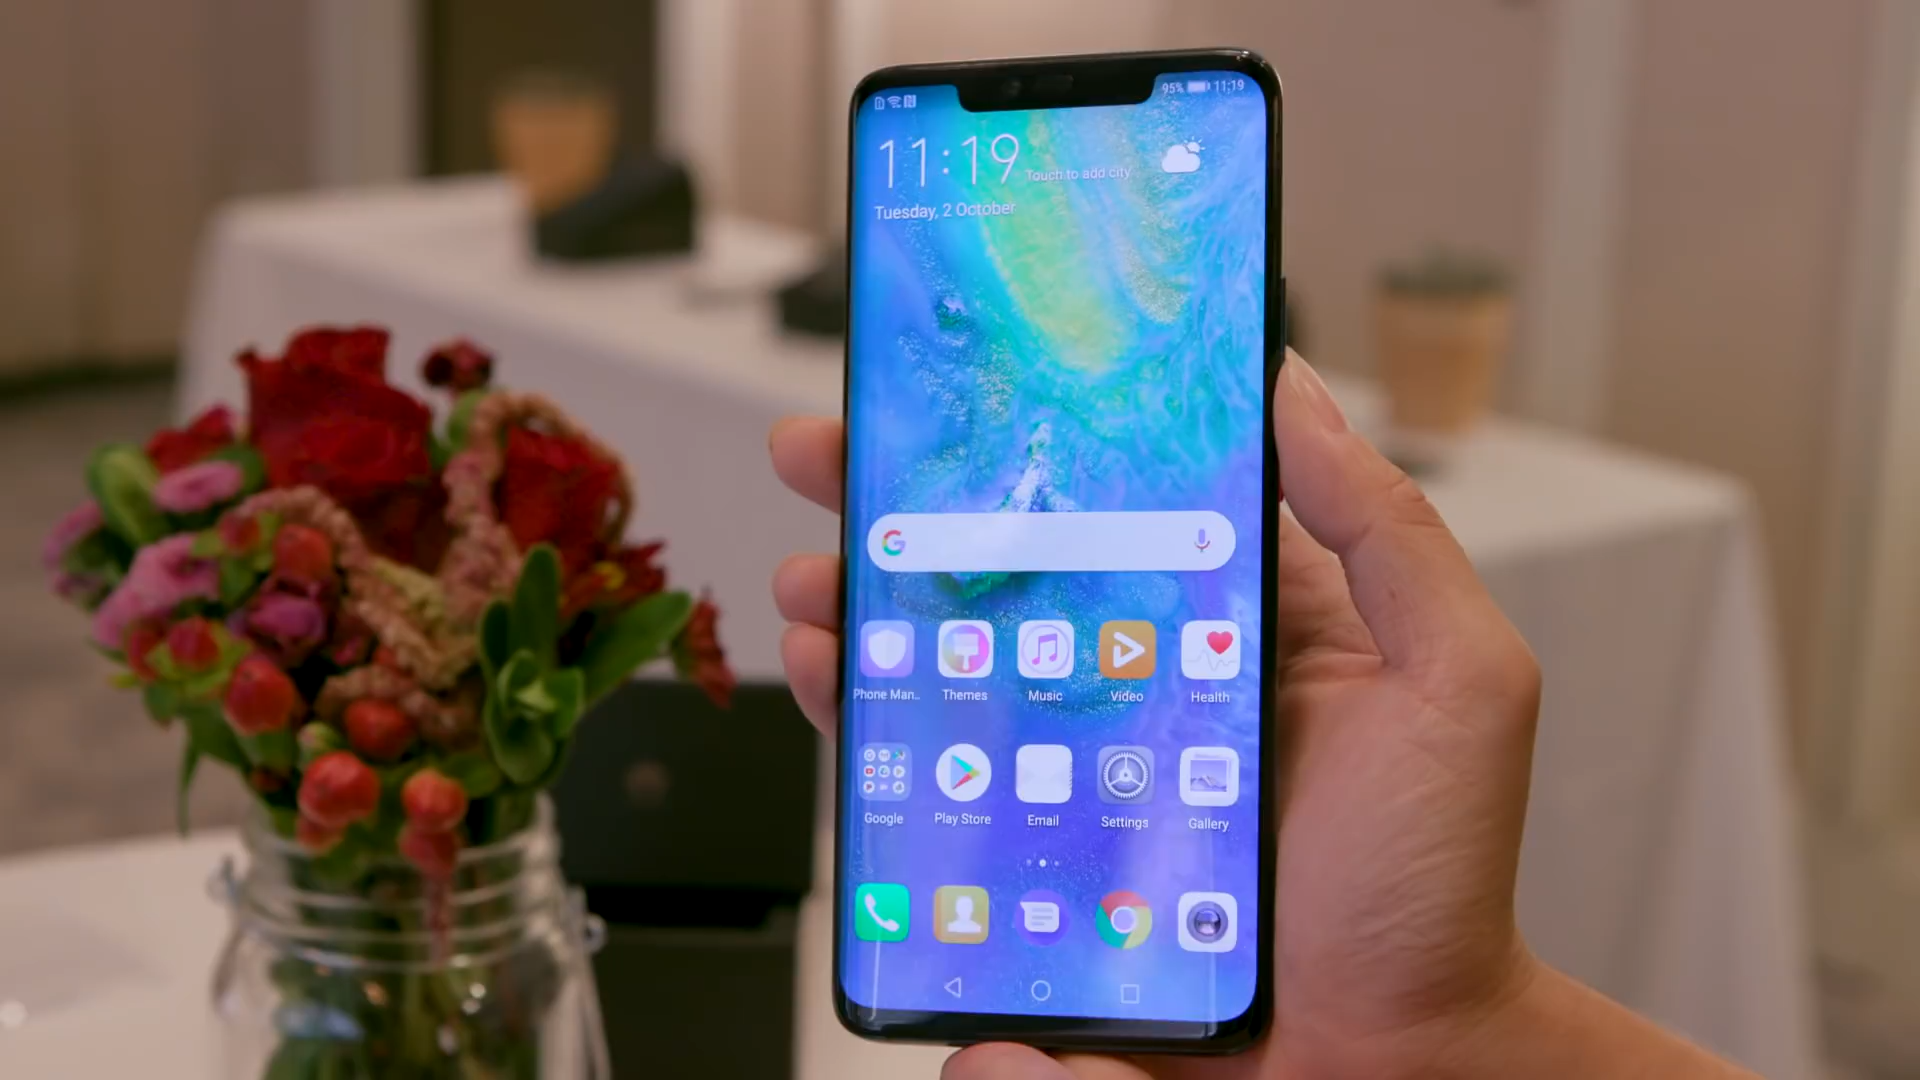 95% 11:19
11:19 Touch to add city
Tuesday, 2 October
Phone Man..
Themes
Music
Video
Health
Google
Play Store
Email
Settings
Gallery